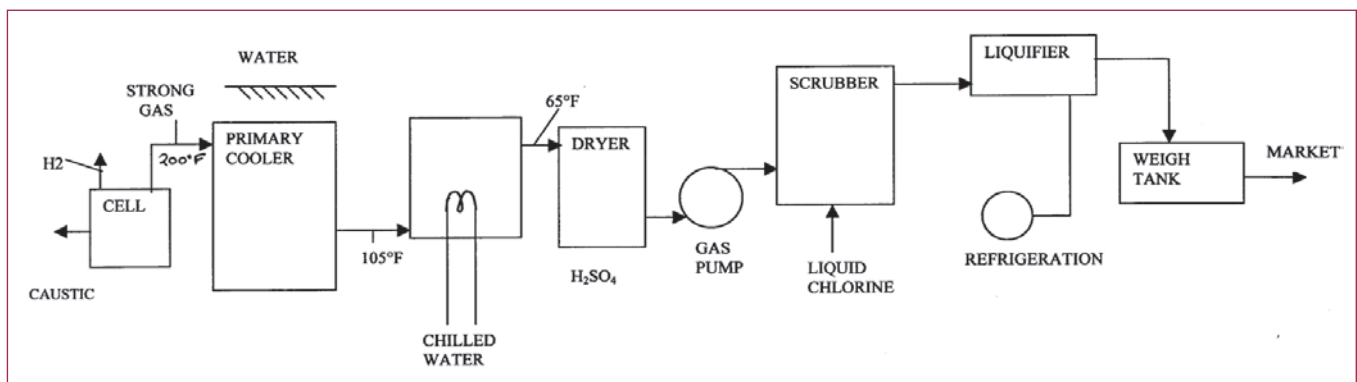 WATER
STRONG
GAS
200°F
H2
CELL
CAUSTIC
PRIMARY
COOLER
105°F
CHILLED
WATER
65°F
DRYER
H₂SO₄
GAS
PUMP
SCRUBBER
LIQUID
CHLORINE
LIQUIFIER
REFRIGERATION
WEIGH
TANK
MARKET